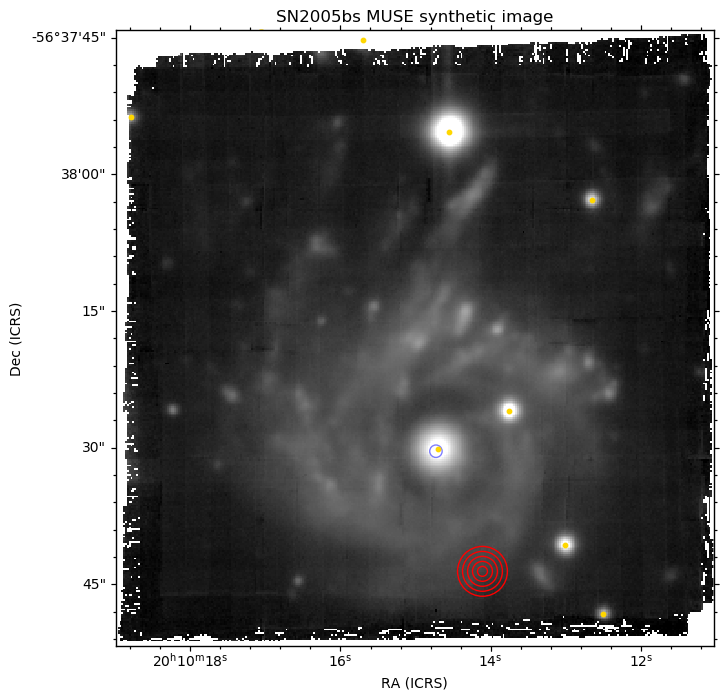 SN2005bs MUSE synthetic image
-56°37'45"
38'00"
15"
30"
45"
Dec (ICRS)
20h10m18s 16s 14s 12s
RA (ICRS)